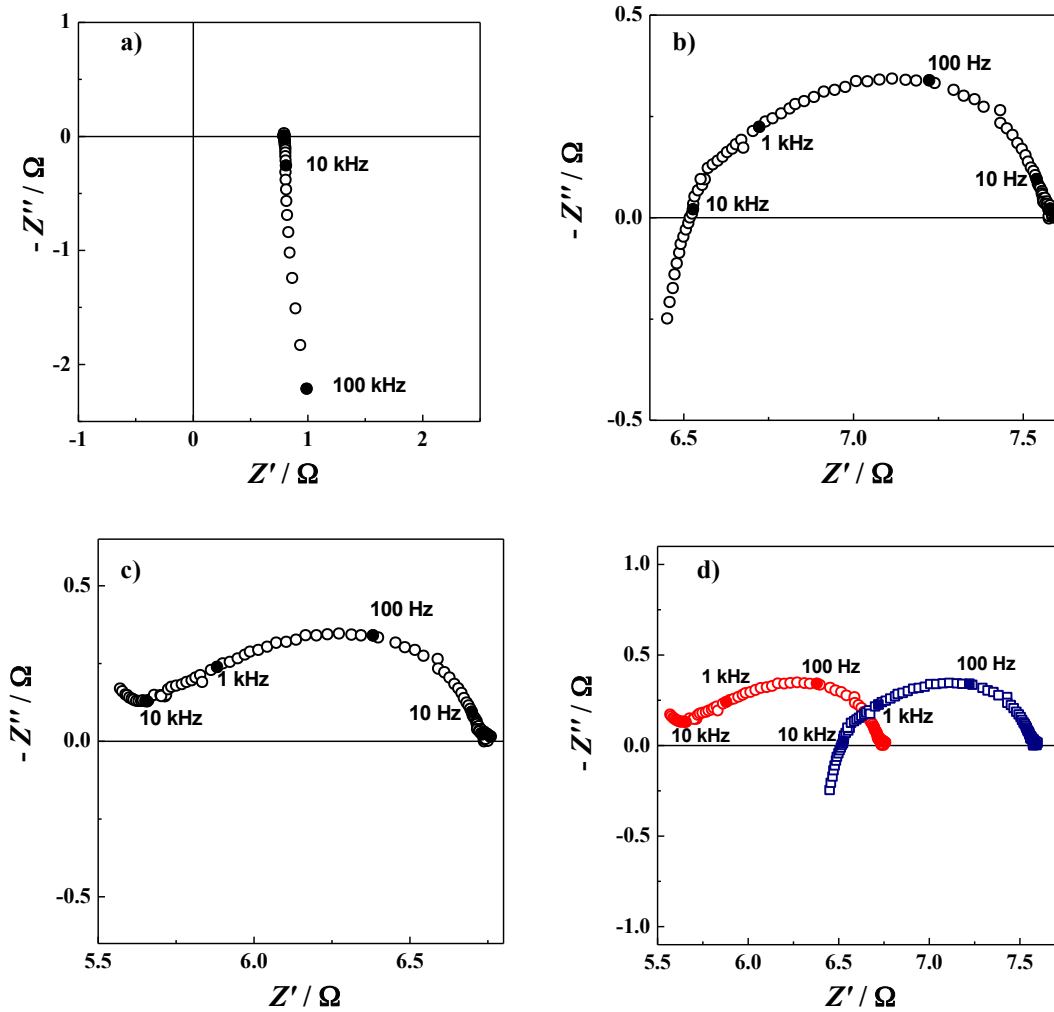 a)
1
0
-1
-2
- Z'' / Ω
10 kHz
100 kHz
-1
0
1
2
Z' / Ω
b)
0.5
0.0
-0.5
- Z'' / Ω
100 Hz
1 kHz
10 Hz
10 kHz
6.5
7.0
7.5
Z' / Ω
c)
0.5
0.0
-0.5
- Z'' / Ω
100 Hz
1 kHz
10 kHz
10 Hz
5.5
6.0
6.5
Z' / Ω
d)
1.0
0.5
0.0
-0.5
-1.0
- Z'' / Ω
1 kHz
100 Hz
100 Hz
1 kHz
10 kHz
10 kHz
5.5
6.0
6.5
7.0
7.5
Z' / Ω